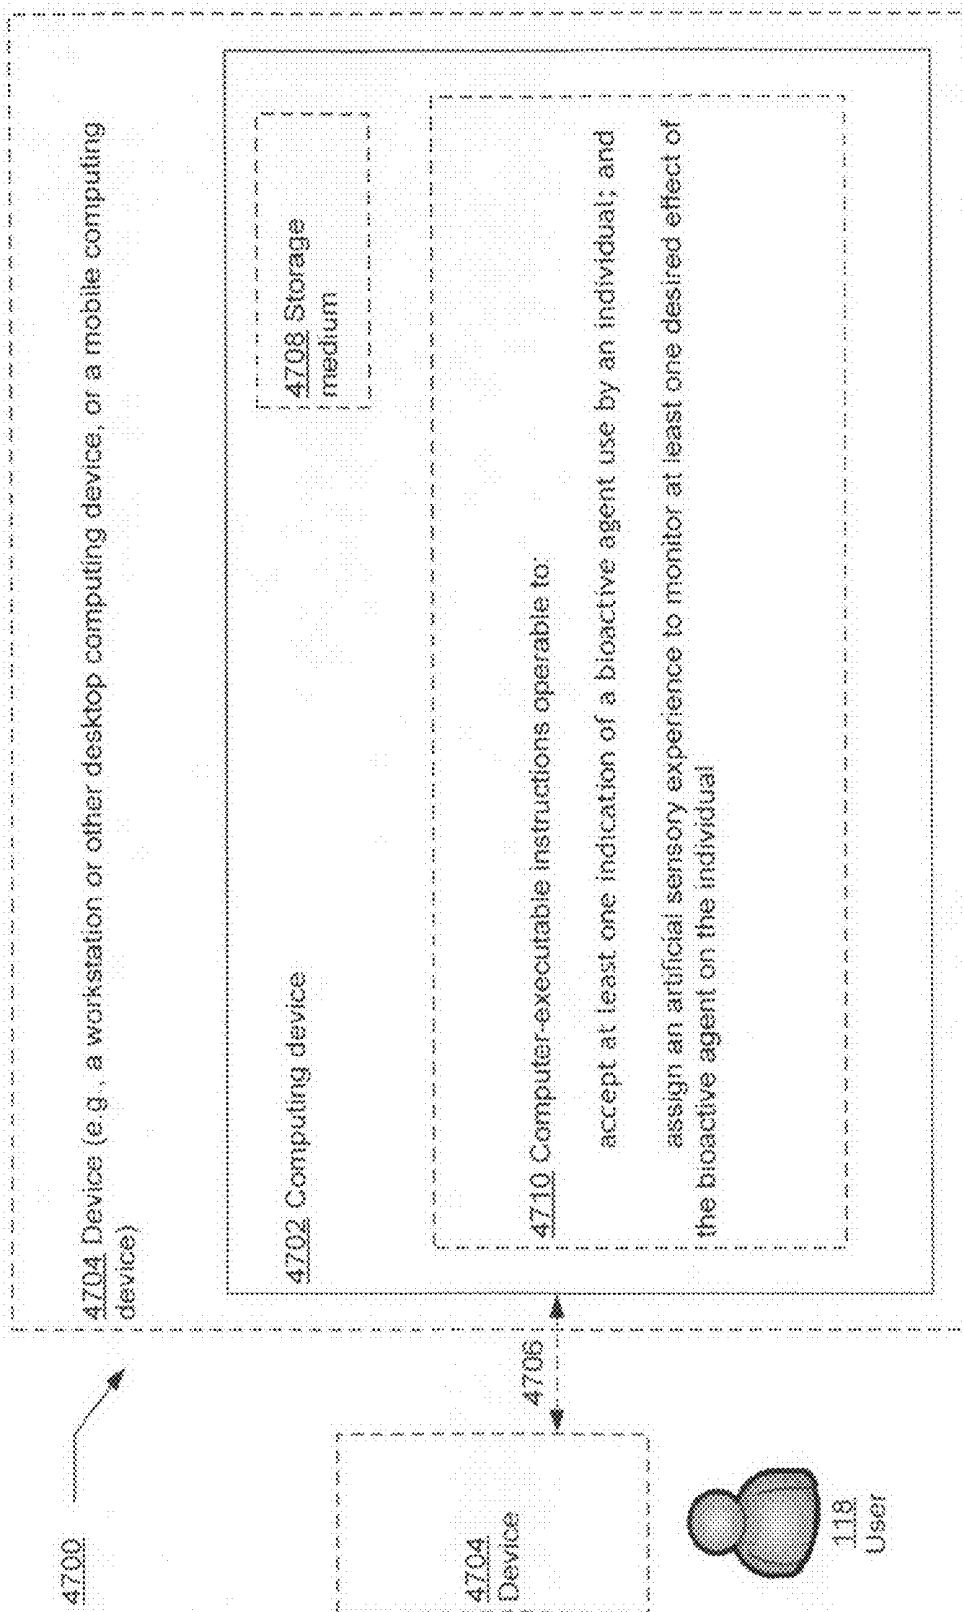 4700
4704 Device (e.g., a workstation or other desktop computing device, or a mobile computing
device)
4702 Computing device
4708 Storage
medium
4710 Computer-executable instructions operable to:
accept at least one indication of a bioactive agent use by an individual; and
assign an artificial sensory experience to monitor at least one desired effect of
the bioactive agent on the individual
4706
4704
Device
118
User